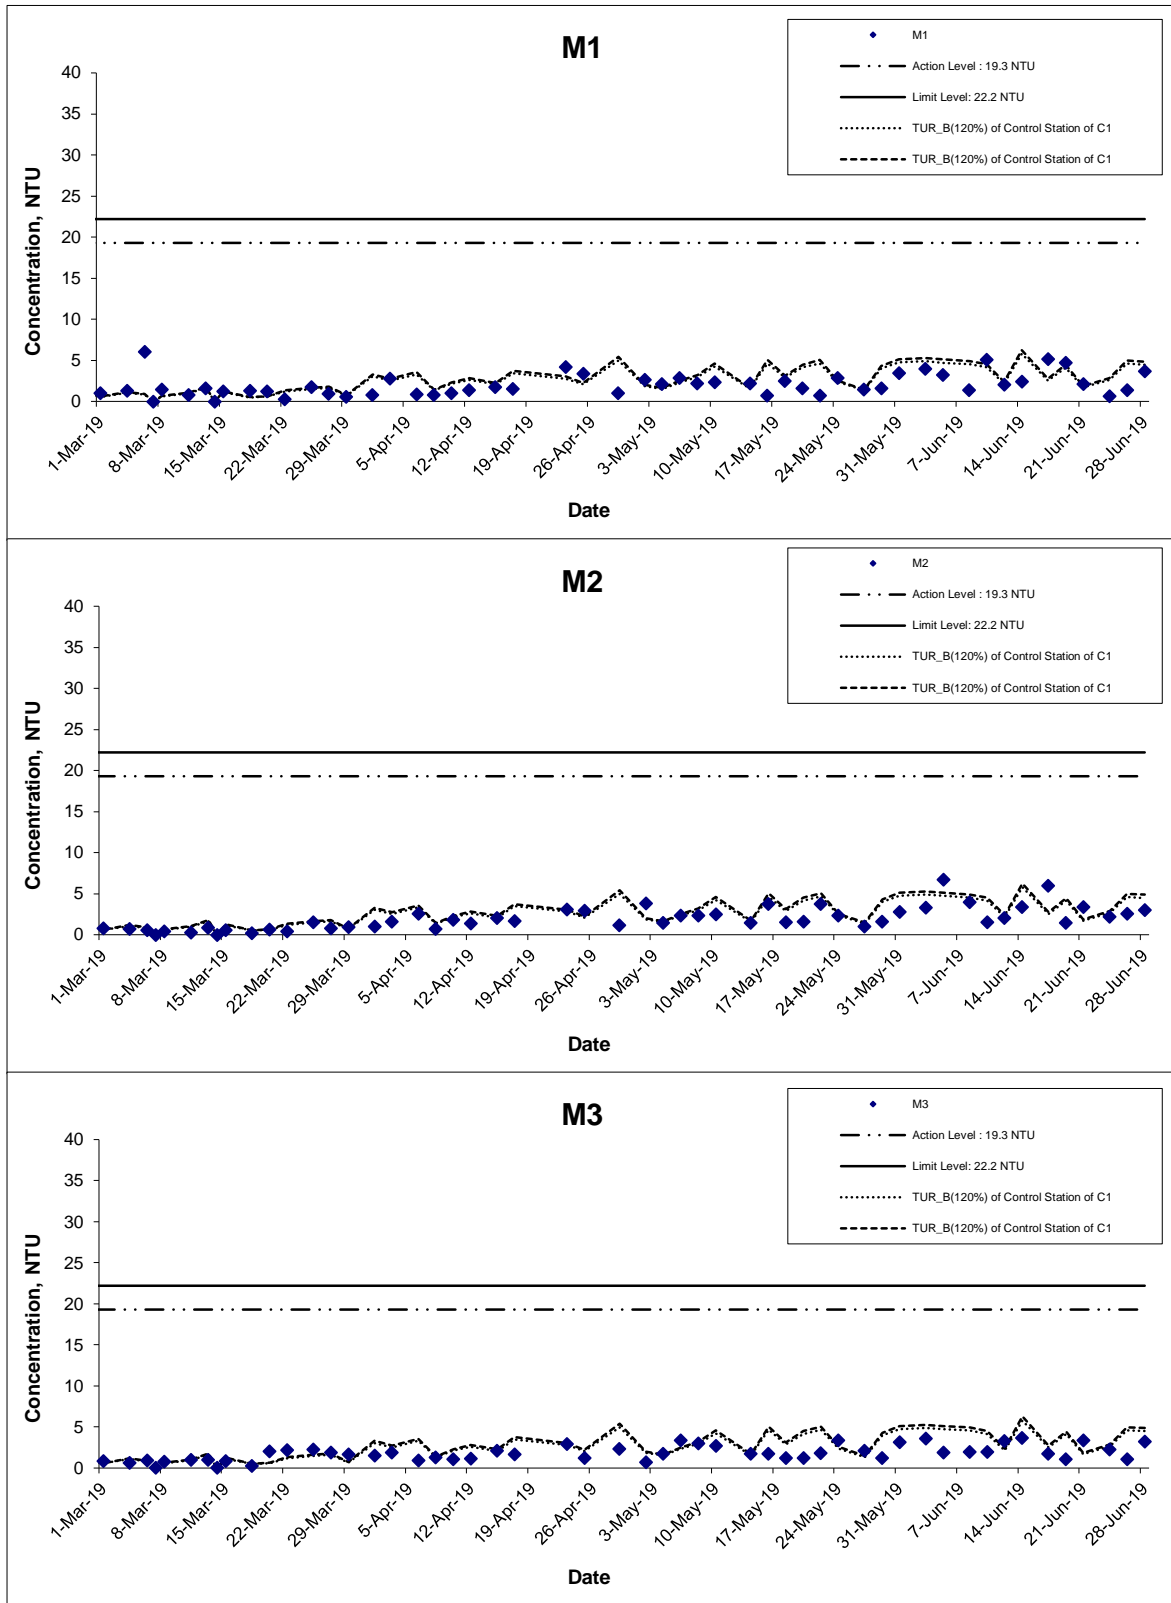 M1
M1
Action Level : 19.3 NTU
Limit Level: 22.2 NTU
TUR_B(120%) of Control Station of C1
TUR_B(120%) of Control Station of C1
Concentration, NTU
40
35
30
25
20
15
10
5
0
1-Mar-19
8-Mar-19
15-Mar-19
22-Mar-19
29-Mar-19
5-Apr-19
12-Apr-19
19-Apr-19
26-Apr-19
3-May-19
10-May-19
17-May-19
24-May-19
31-May-19
7-Jun-19
14-Jun-19
21-Jun-19
28-Jun-19
Date
M2
M2
Action Level : 19.3 NTU
Limit Level: 22.2 NTU
TUR_B(120%) of Control Station of C1
TUR_B(120%) of Control Station of C1
Concentration, NTU
40
35
30
25
20
15
10
5
0
1-Mar-19
8-Mar-19
15-Mar-19
22-Mar-19
29-Mar-19
5-Apr-19
12-Apr-19
19-Apr-19
26-Apr-19
3-May-19
10-May-19
17-May-19
24-May-19
31-May-19
7-Jun-19
14-Jun-19
21-Jun-19
28-Jun-19
Date
M3
M3
Action Level : 19.3 NTU
Limit Level: 22.2 NTU
TUR_B(120%) of Control Station of C1
TUR_B(120%) of Control Station of C1
Concentration, NTU
40
35
30
25
20
15
10
5
0
1-Mar-19
8-Mar-19
15-Mar-19
22-Mar-19
29-Mar-19
5-Apr-19
12-Apr-19
19-Apr-19
26-Apr-19
3-May-19
10-May-19
17-May-19
24-May-19
31-May-19
7-Jun-19
14-Jun-19
21-Jun-19
28-Jun-19
Date